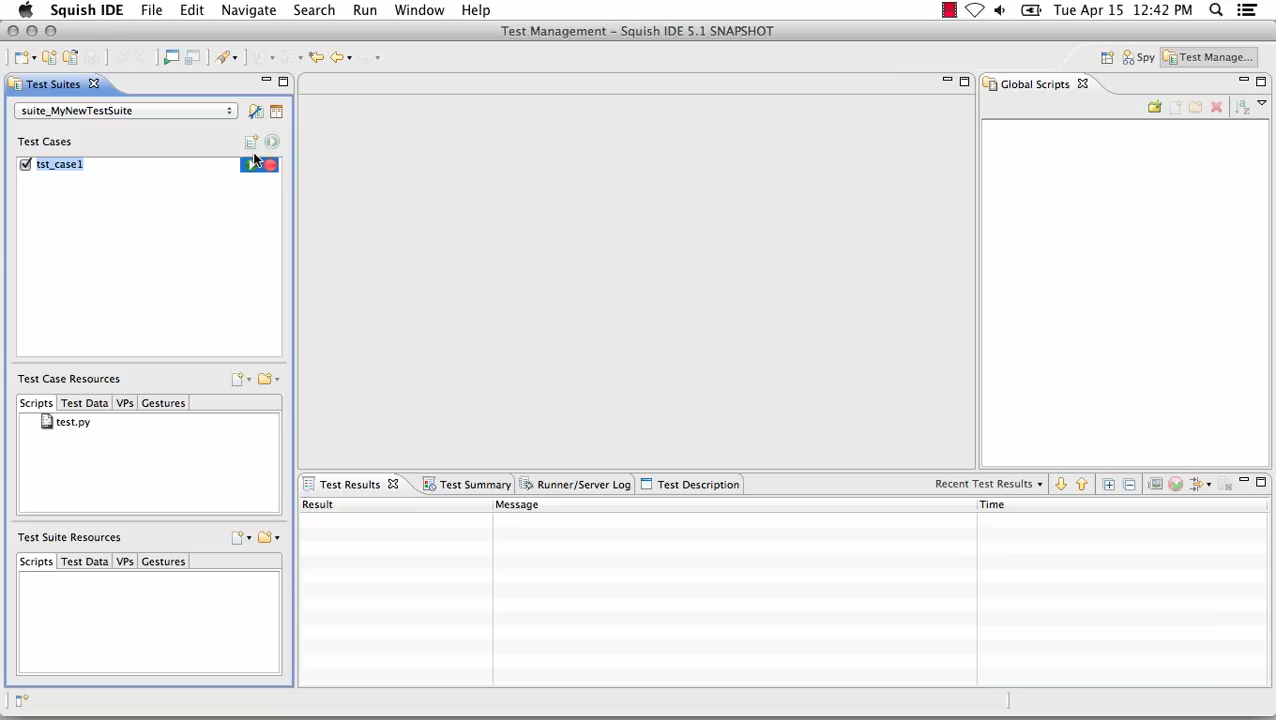 Squish IDE File Edit Navigate Search Run Window Help Tue Apr 15 12:42 PM
Test Management – Squish IDE 5.1 SNAPSHOT
Spy Test Manage...
Test Suites
Global Scripts
suite_MyNewTestSuite
Test Cases
tst_case1
Test Case Resources
Scripts Test Data VPs Gestures
test.py
Test Results Test Summary Runner/Server Log Test Description Recent Test Results
Result Message Time
Test Suite Resources
Scripts Test Data VPs Gestures